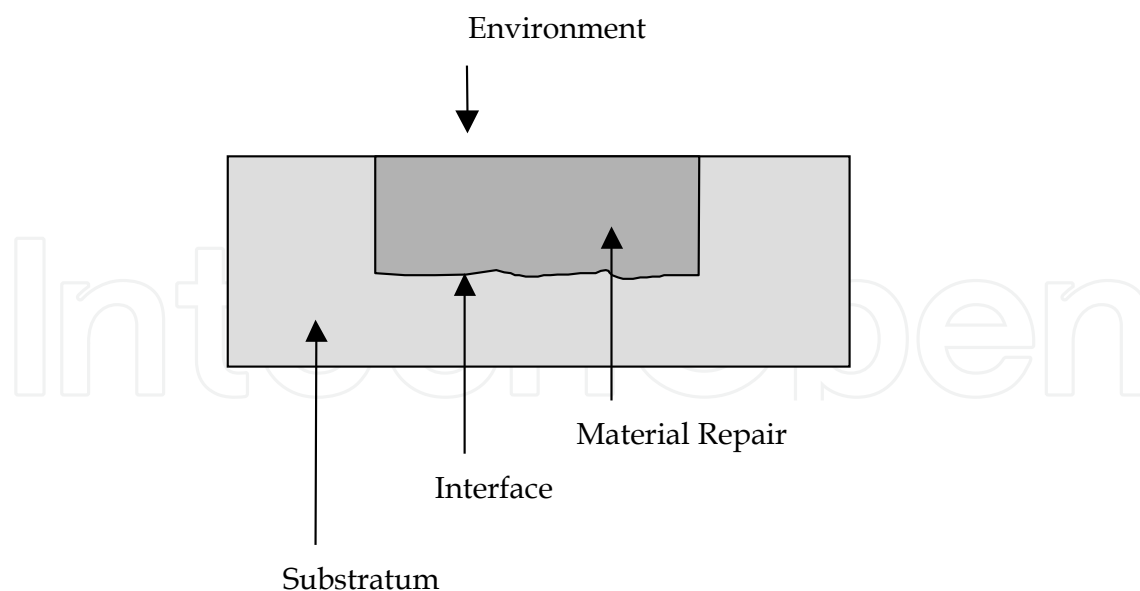 Environment
IntechOpen
Material Repair
Interface
Substratum